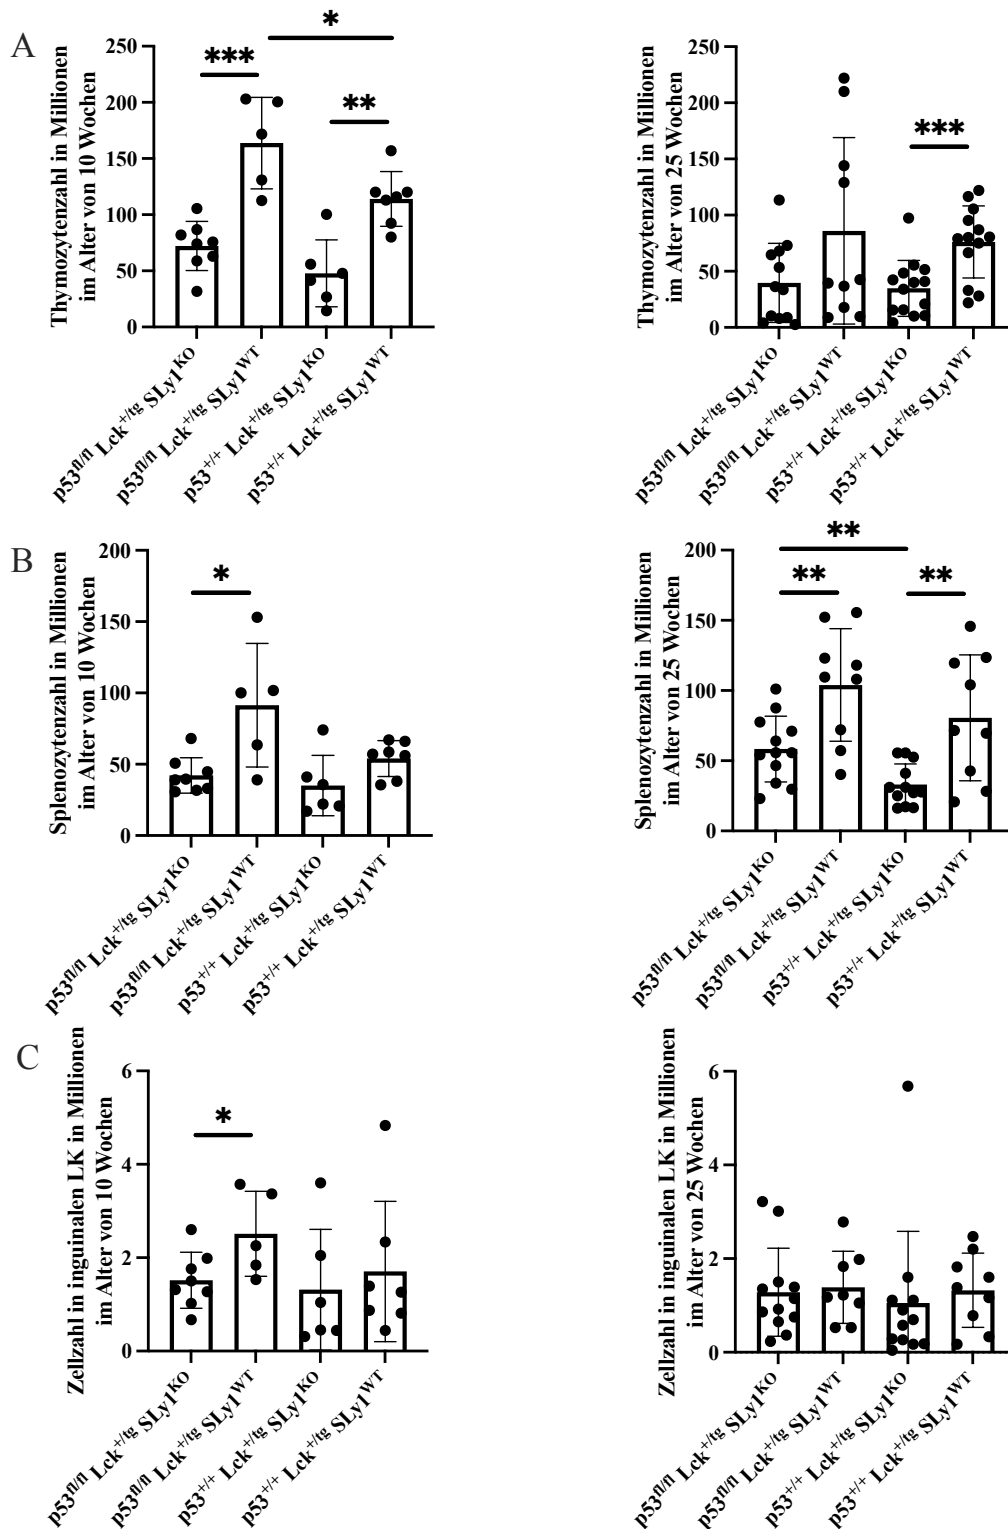 A
Thymozytenzahl in Millionen
im Alter von 10 Wochen
250
200
150
100
50
0
***
*
**
p53fl/fl Lck+/tg SLy1KO
p53fl/fl Lck+/tg SLy1WT
p53+/+ Lck+/tg SLy1KO
p53+/+ Lck+/tg SLy1WT
Thymozytenzahl in Millionen
im Alter von 25 Wochen
250
200
150
100
50
0
***
p53fl/fl Lck+/tg SLy1KO
p53fl/fl Lck+/tg SLy1WT
p53+/+ Lck+/tg SLy1KO
p53+/+ Lck+/tg SLy1WT
B
Splenozytenzahl in Millionen
im Alter von 10 Wochen
200
150
100
50
0
*
p53fl/fl Lck+/tg SLy1KO
p53fl/fl Lck+/tg SLy1WT
p53+/+ Lck+/tg SLy1KO
p53+/+ Lck+/tg SLy1WT
Splenozytenzahl in Millionen
im Alter von 25 Wochen
200
150
100
50
0
**
**
**
p53fl/fl Lck+/tg SLy1KO
p53fl/fl Lck+/tg SLy1WT
p53+/+ Lck+/tg SLy1KO
p53+/+ Lck+/tg SLy1WT
C
Zellzahl in inguinalen LK in Millionen
im Alter von 10 Wochen
6
4
2
0
*
p53fl/fl Lck+/tg SLy1KO
p53fl/fl Lck+/tg SLy1WT
p53+/+ Lck+/tg SLy1KO
p53+/+ Lck+/tg SLy1WT
Zellzahl in inguinalen LK in Millionen
im Alter von 25 Wochen
6
4
2
0
p53fl/fl Lck+/tg SLy1KO
p53fl/fl Lck+/tg SLy1WT
p53+/+ Lck+/tg SLy1KO
p53+/+ Lck+/tg SLy1WT